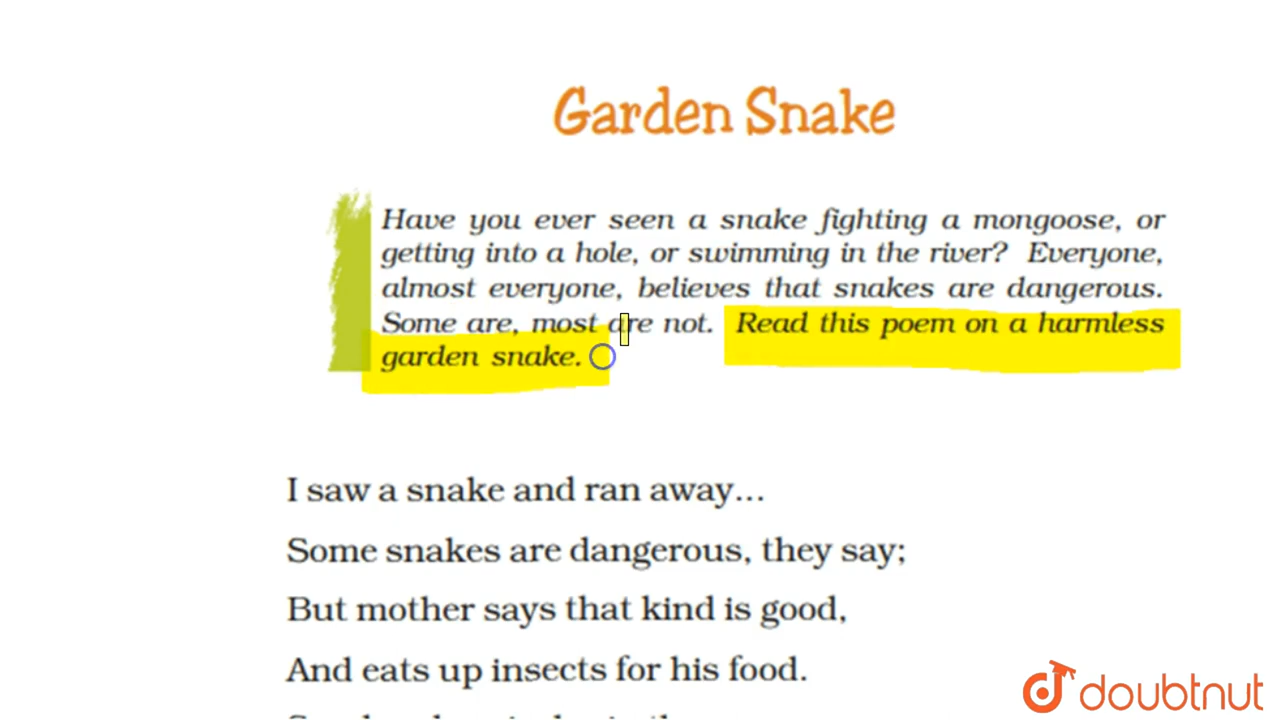 Garden Snake
Have you ever seen a snake fighting a mongoose, or
getting into a hole, or swimming in the river? Everyone,
almost everyone, believes that snakes are dangerous.
Some are, most are not. Read this poem on a harmless
garden snake.
I saw a snake and ran away...
Some snakes are dangerous, they say;
But mother says that kind is good,
And eats up insects for his food.
doubtnut